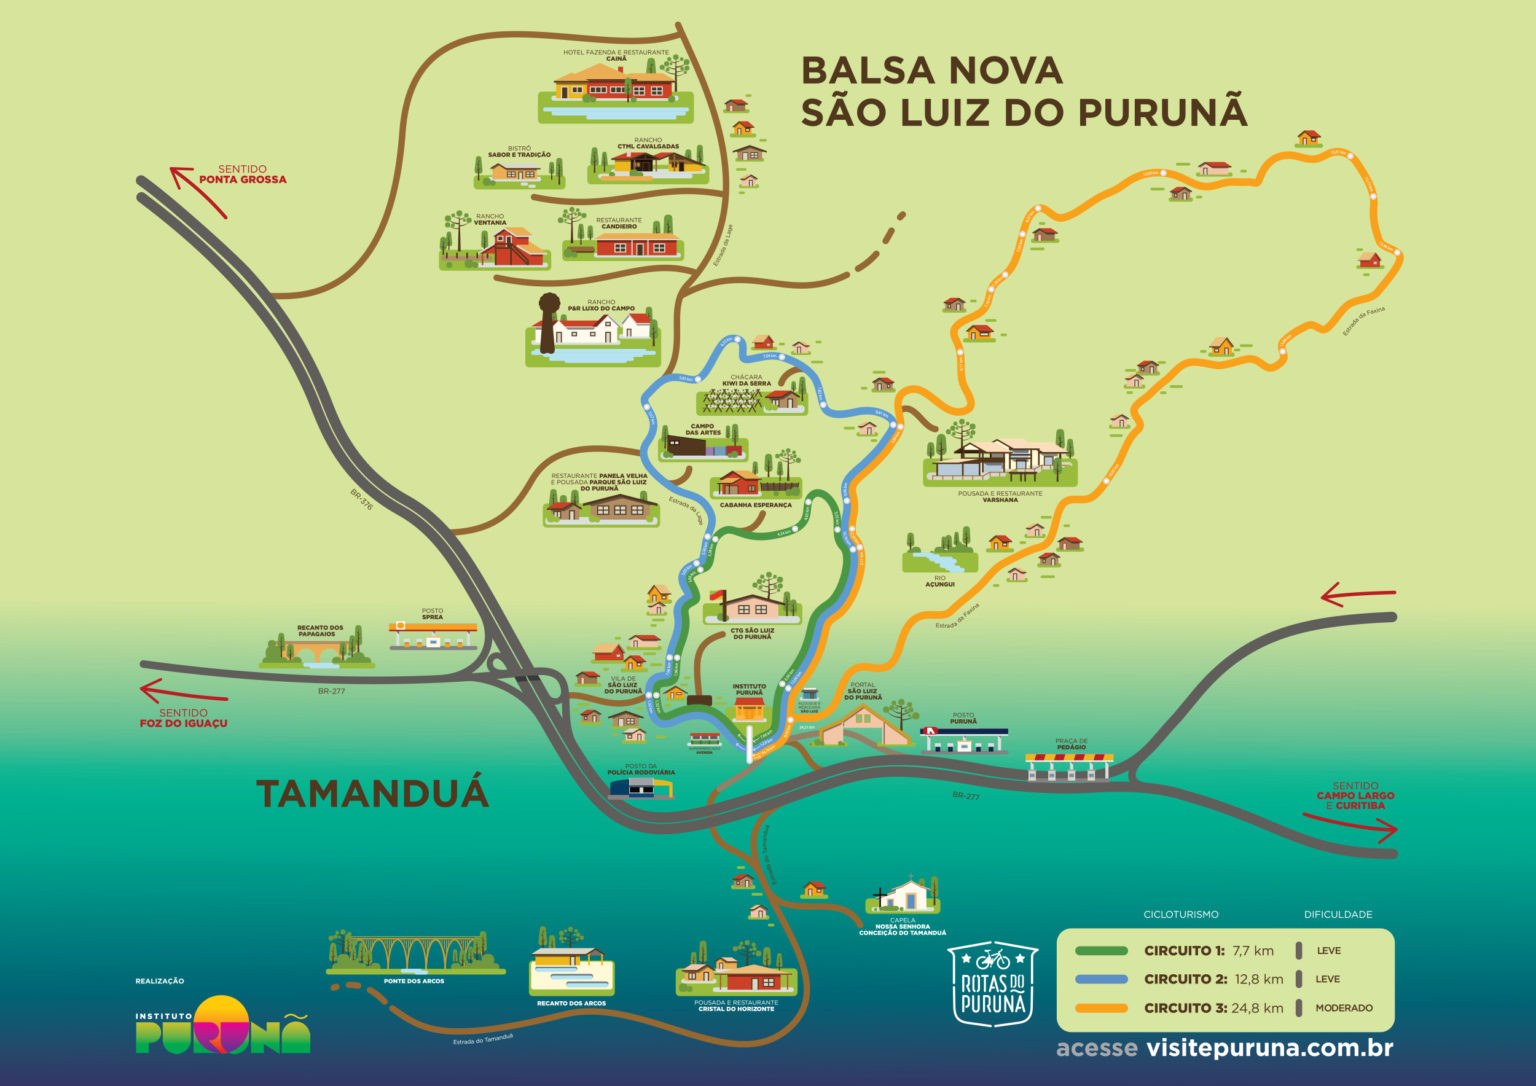 BALSA NOVA
SÃO LUIZ DO PURUNÃ
HOTEL FAZENDA E RESTAURANTE
CAINÃ
RANCHO
CTML CAVALGADAS
BISTRÔ
SABOR E TRADIÇÃO
SENTIDO
PONTA GROSSA
RANCHO
VENTANIA
RESTAURANTE
CANDIEIRO
Estrada da Lage
RANCHO
P&R LUXO DO CAMPO
Estrada da Faxina
CHÁCARA
KIWI DA SERRA
CAMPO
DAS ARTES
RESTAURANTE PANELA VELHA
E POUSADA PARQUE SÃO LUIZ
DO PURUNÃ
CABANHA ESPERANÇA
POUSADA E RESTAURANTE
VARSHANA
BR-376
Estrada da Lage
RIO
AÇUNGUI
Estrada da Faxina
POSTO
SPREA
RECANTO DOS
PAPAGAIOS
CTG SÃO LUIZ
DO PURUNÃ
BR-277
SENTIDO
FOZ DO IGUAÇU
VILA DE
SÃO LUIZ
DO PURUNÃ
INSTITUTO
PURUNÃ
PORTAL
SÃO LUIZ
DO PURUNÃ
POSTO
PURUNÃ
PRAÇA DE
PEDÁGIO
POSTO DA
POLÍCIA RODOVIÁRIA
TAMANDUÁ
BR-277
SENTIDO
CAMPO LARGO
E CURITIBA
CAPELA
NOSSA SENHORA
CONCEIÇÃO DO TAMANDUÁ
PONTE DOS ARCOS
RECANTO DOS ARCOS
POUSADA E RESTAURANTE
CRISTAL DO HORIZONTE
Estrada do Tamanduá
REALIZAÇÃO
INSTITUTO
PURUNÃ
ROTAS DO
PURUNÃ
CICLOTURISMO
DIFICULDADE
CIRCUITO 1: 7,7 km LEVE
CIRCUITO 2: 12,8 km LEVE
CIRCUITO 3: 24,8 km MODERADO
acesse visitepuruna.com.br